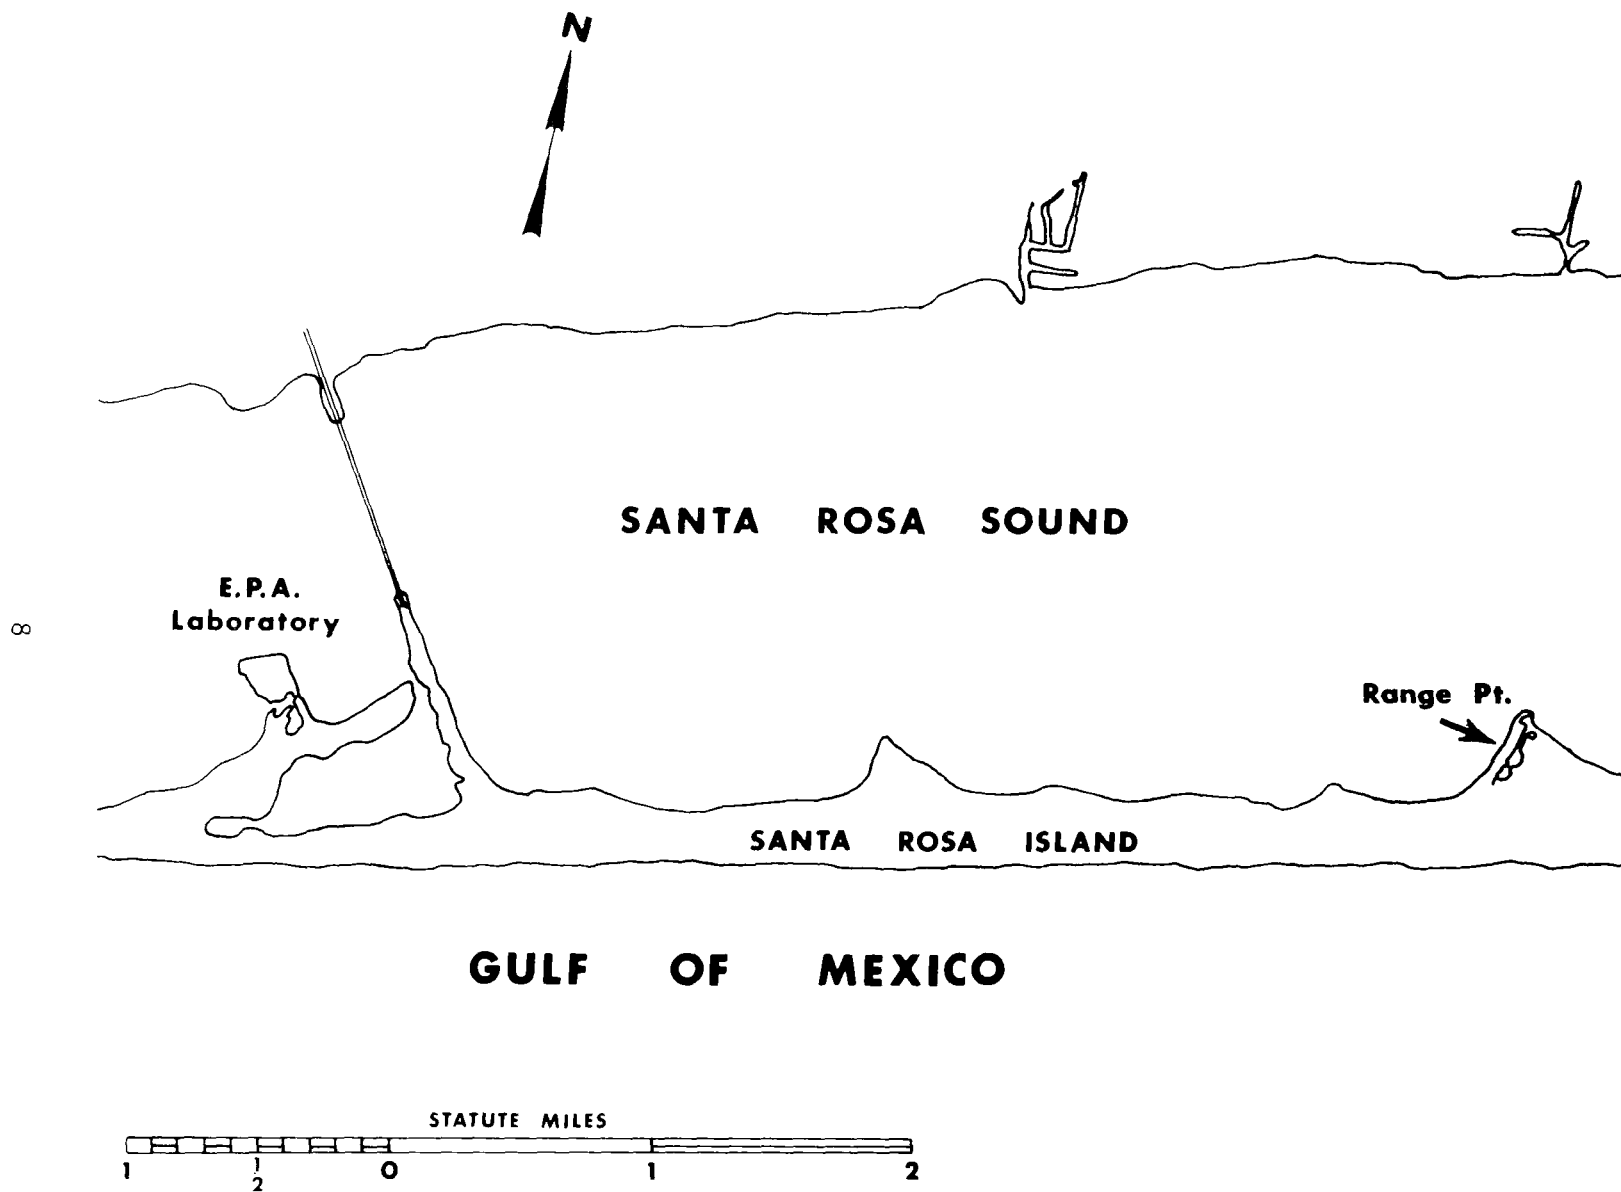 N
SANTA ROSA SOUND
E.P.A.
Laboratory
8
Range Pt.
SANTA ROSA ISLAND
GULF OF MEXICO
STATUTE MILES
1 1/2 0 1 2